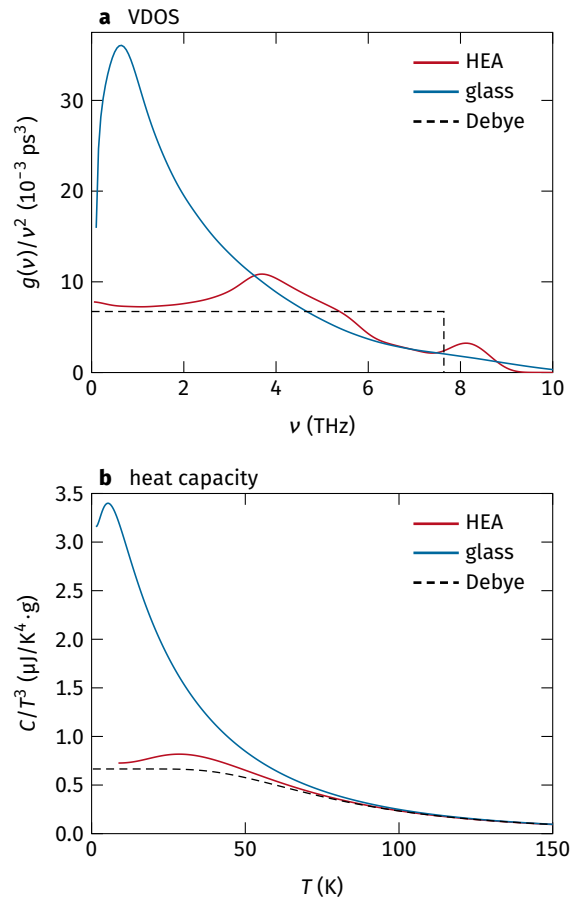 a VDOS
g(ν)/ν² (10⁻³ ps³)
30
20
10
0
HEA
glass
Debye
0 2 4 6 8 10
ν (THz)
b heat capacity
C/T³ (μJ/K⁴·g)
3.5
3.0
2.5
2.0
1.5
1.0
0.5
0.0
HEA
glass
Debye
0 50 100 150
T (K)